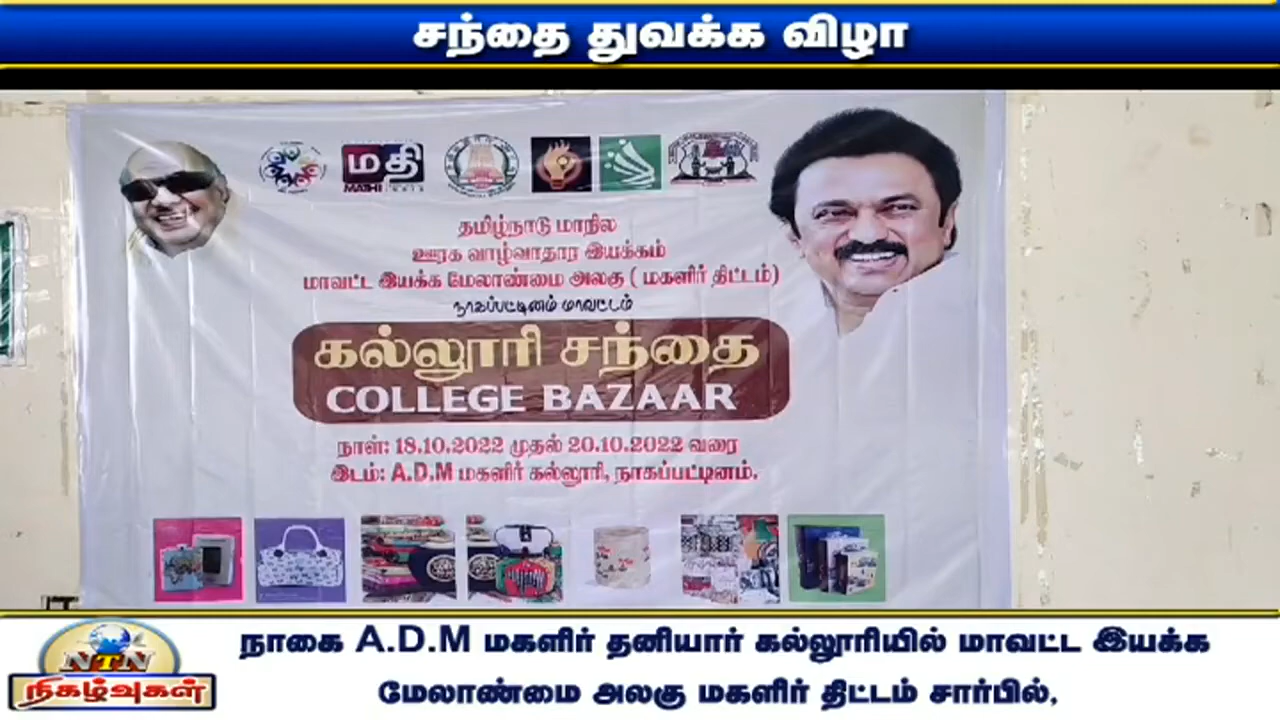 சந்தை துவக்க விழா
மதி
MATHI
தமிழ்நாடு மாநில
ஊரக வாழ்வாதார இயக்கம்
மாவட்ட இயக்க மேலாண்மை அலகு ( மகளிர் திட்டம்)
நாகப்பட்டினம் மாவட்டம்
கல்லூரி சந்தை
COLLEGE BAZAAR
நாள்: 18.10.2022 முதல் 20.10.2022 வரை
இடம்: A.D.M மகளிர் கல்லூரி, நாகப்பட்டினம்.
நாகை A.D.M மகளிர் தனியார் கல்லூரியில் மாவட்ட இயக்க
மேலாண்மை அலகு மகளிர் திட்டம் சார்பில்,
NTN
நிகழ்வுகள்